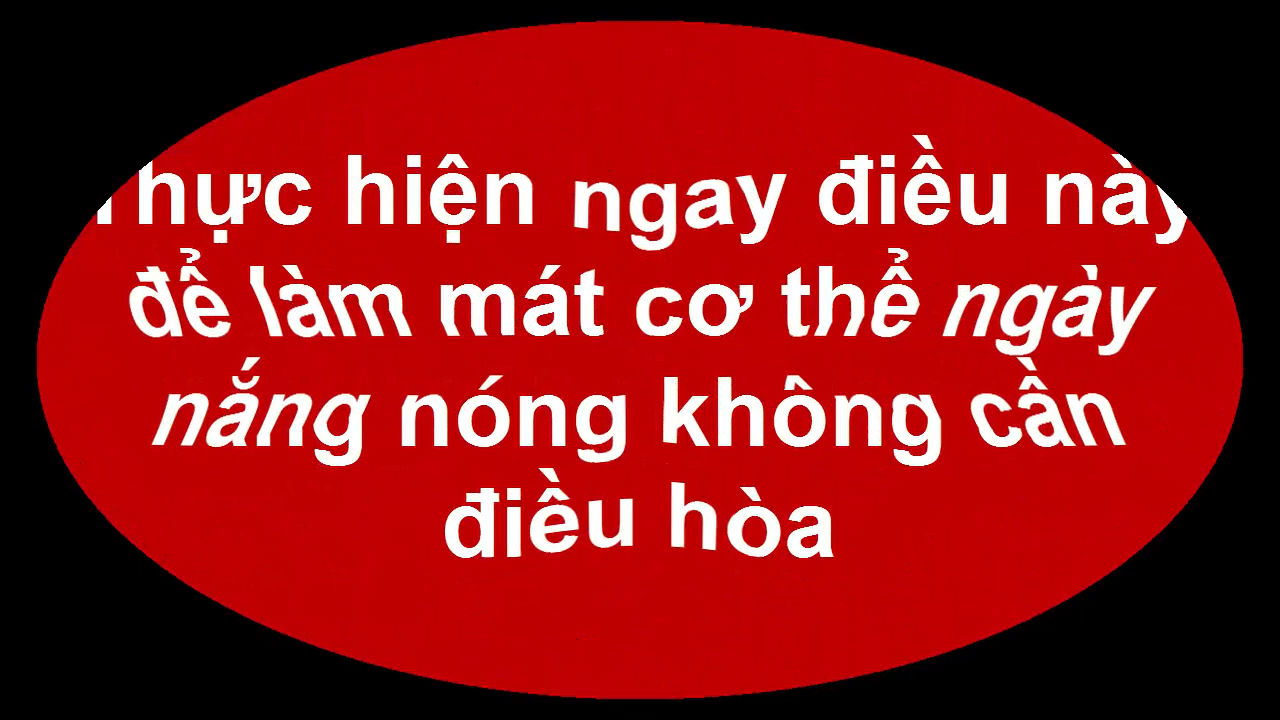 Thực hiện ngay điều này
để làm mát cơ thể ngày
nắng nóng không cần
điều hòa